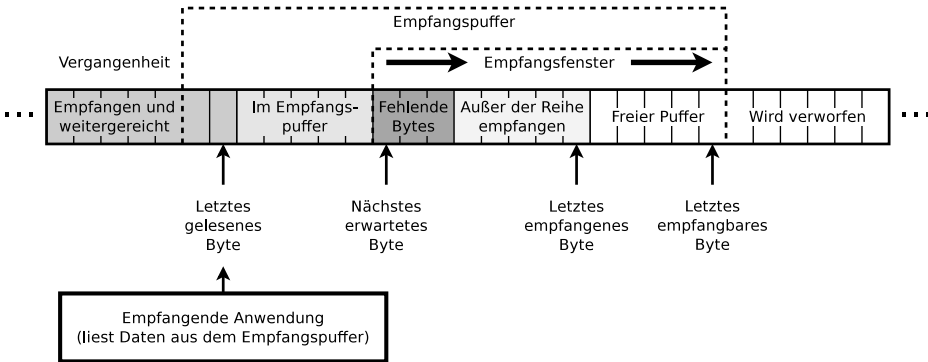 Empfangspuffer
Vergangenheit
Empfangsfenster
Empfangen und
weitergereicht
Im Empfangs-
puffer
Fehlende
Bytes
Außer der Reihe
empfangen
Freier Puffer
Wird verworfen
Letztes
gelesenes
Byte
Nächstes
erwartetes
Byte
Letztes
empfangenes
Byte
Letztes
empfangbares
Byte
Empfangende Anwendung
(liest Daten aus dem Empfangspuffer)